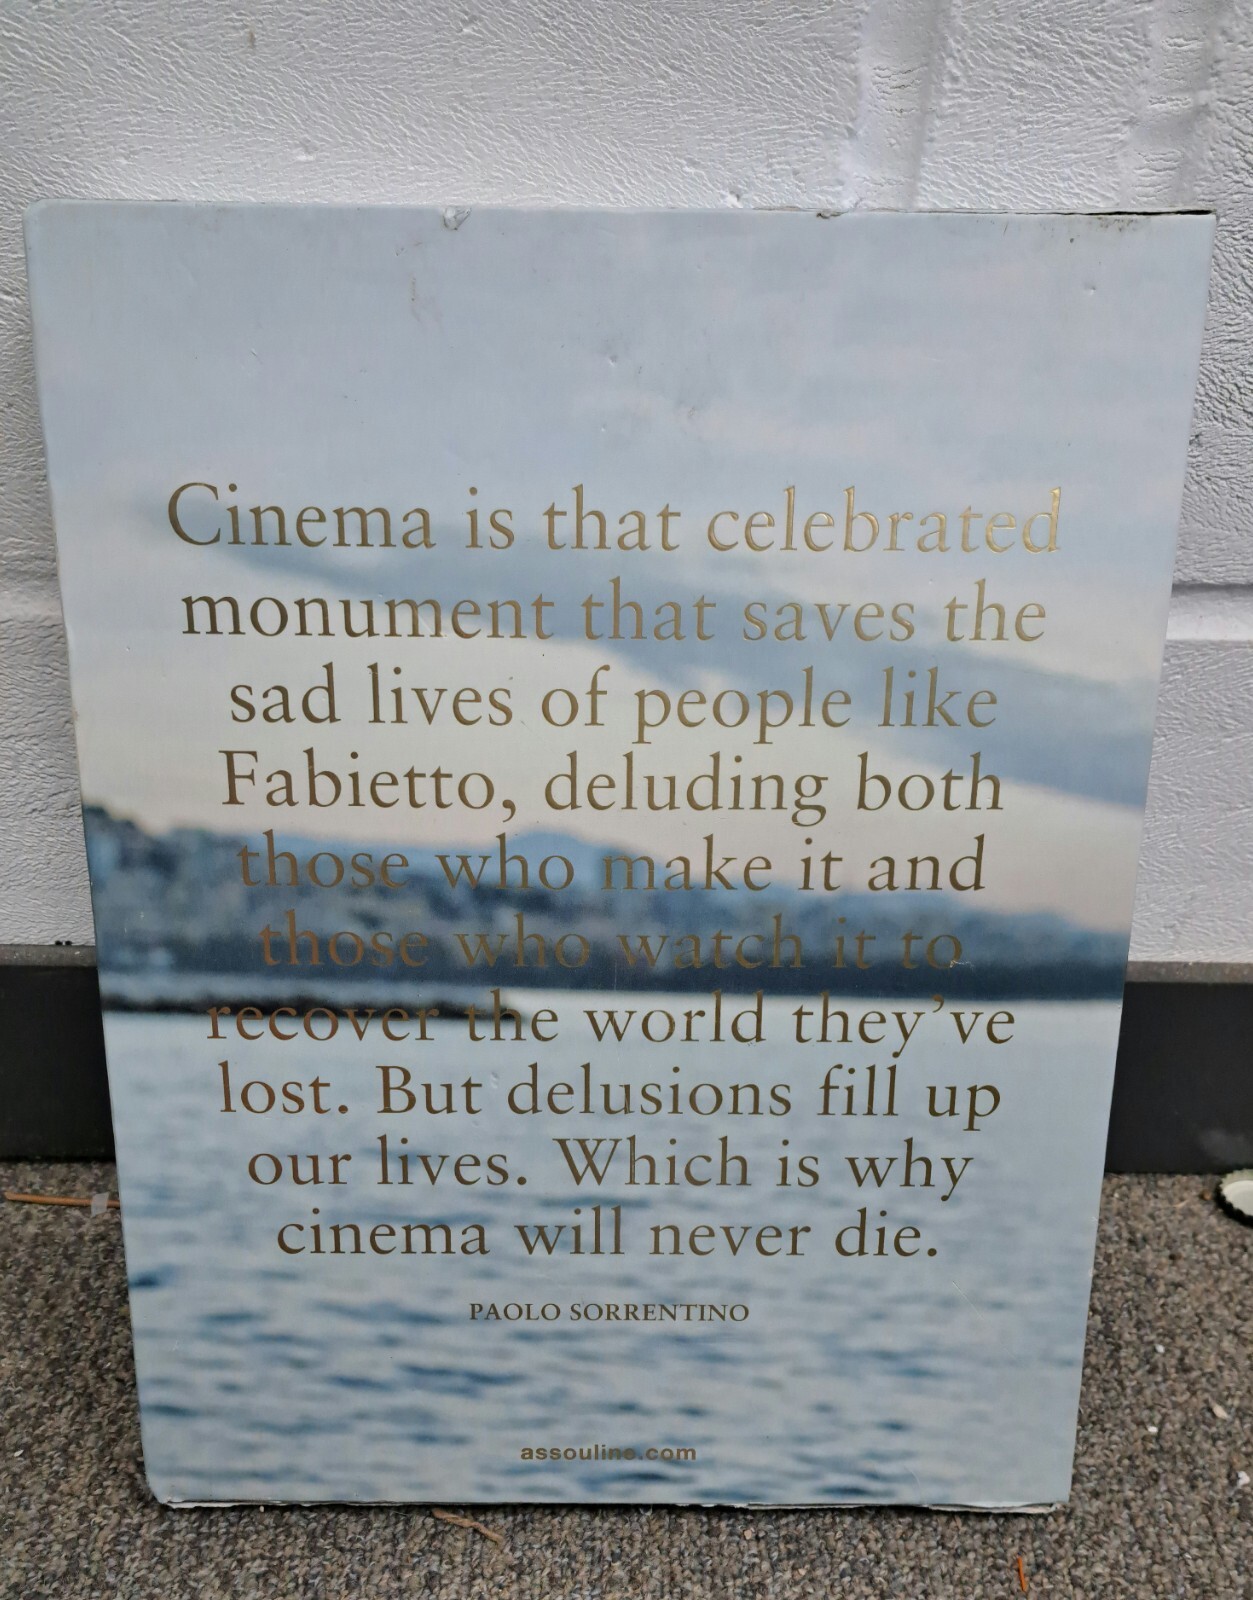 Cinema is that celebrated
monument that saves the
sad lives of people like
Fabietto, deluding both
those who make it and
those who watch it to
recover the world they’ve
lost. But delusions fill up
our lives. Which is why
cinema will never die.
PAOLO SORRENTINO
assouline.com